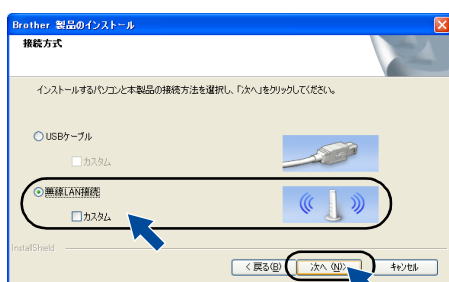 Brother 製品のインストール
接続方式
インストールするパソコンと本製品の接続方法を選択し、「次へ」をクリックしてください。
USBケーブル
カスタム
無線LAN接続
カスタム
InstallShield
< 戻る(B)
次へ (N)>
キャンセル